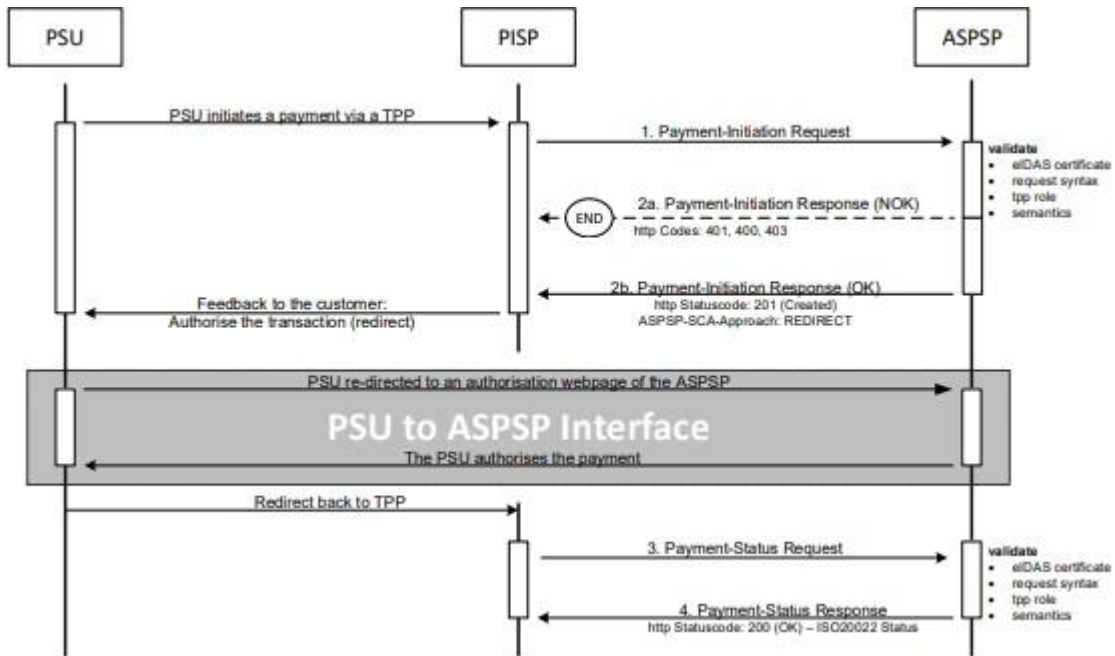 PSU
PISP
ASPSP
PSU initiates a payment via a TPP
1. Payment-Initiation Request
validate
• eIDAS certificate
• request syntax
• tpp role
• semantics
2a. Payment-Initiation Response (NOK)
END
http Codes: 401, 400, 403
2b. Payment-Initiation Response (OK)
http Statuscode: 201 (Created)
ASPSP-SCA-Approach: REDIRECT
Feedback to the customer:
Authorise the transaction (redirect)
PSU re-directed to an authorisation webpage of the ASPSP
PSU to ASPSP Interface
The PSU authorises the payment
Redirect back to TPP
3. Payment-Status Request
validate
• eIDAS certificate
• request syntax
• tpp role
• semantics
4. Payment-Status Response
http Statuscode: 200 (OK) – ISO20022 Status